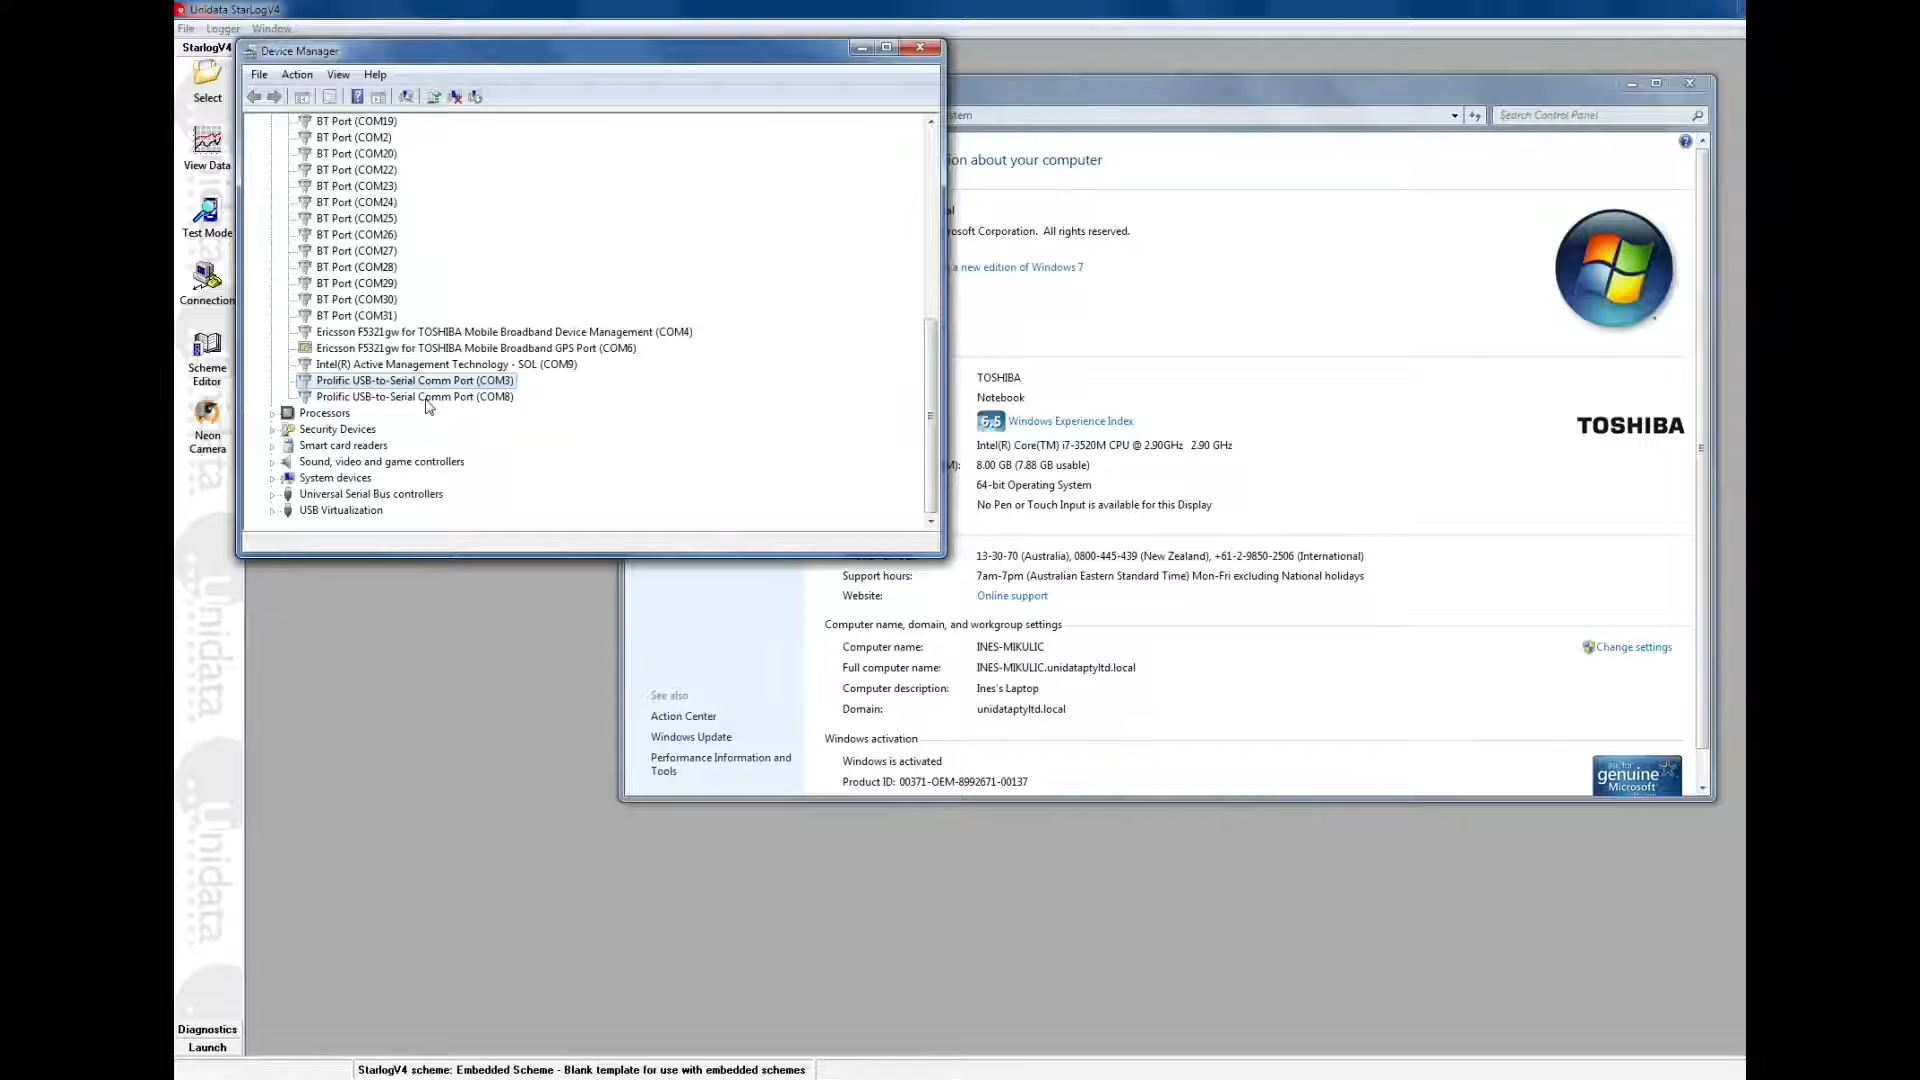 Unidata StarLogV4
File Logger Window
StarlogV4
Select
View Data
Test Mode
Connection
Scheme
Editor
Neon
Camera
Unidata
Unidata
Diagnostics
Launch
Device Manager
File Action View Help
BT Port (COM19)
BT Port (COM2)
BT Port (COM20)
BT Port (COM22)
BT Port (COM23)
BT Port (COM24)
BT Port (COM25)
BT Port (COM26)
BT Port (COM27)
BT Port (COM28)
BT Port (COM29)
BT Port (COM30)
BT Port (COM31)
Ericsson F5321gw for TOSHIBA Mobile Broadband Device Management (COM4)
Ericsson F5321gw for TOSHIBA Mobile Broadband GPS Port (COM6)
Intel(R) Active Management Technology - SOL (COM9)
Prolific USB-to-Serial Comm Port (COM3)
Prolific USB-to-Serial Comm Port (COM8)
Processors
Security Devices
Smart card readers
Sound, video and game controllers
System devices
Universal Serial Bus controllers
USB Virtualization
Search Control Panel
ion about your computer
rosoft Corporation. All rights reserved.
a new edition of Windows 7
TOSHIBA
Notebook
6.5 Windows Experience Index
TOSHIBA
Intel(R) Core(TM) i7-3520M CPU @ 2.90GHz 2.90 GHz
8.00 GB (7.88 GB usable)
64-bit Operating System
No Pen or Touch Input is available for this Display
13-30-70 (Australia), 0800-445-439 (New Zealand), +61-2-9850-2506 (International)
Support hours: 7am-7pm (Australian Eastern Standard Time) Mon-Fri excluding National holidays
Website: Online support
Computer name, domain, and workgroup settings
Computer name: INES-MIKULIC
Change settings
Full computer name: INES-MIKULIC.unidataptyltd.local
Computer description: Ines's Laptop
Domain: unidataptyltd.local
See also
Action Center
Windows Update
Performance Information and
Tools
Windows activation
Windows is activated
Product ID: 00371-OEM-8992671-00137
ask for
genuine
Microsoft
StarlogV4 scheme: Embedded Scheme - Blank template for use with embedded schemes